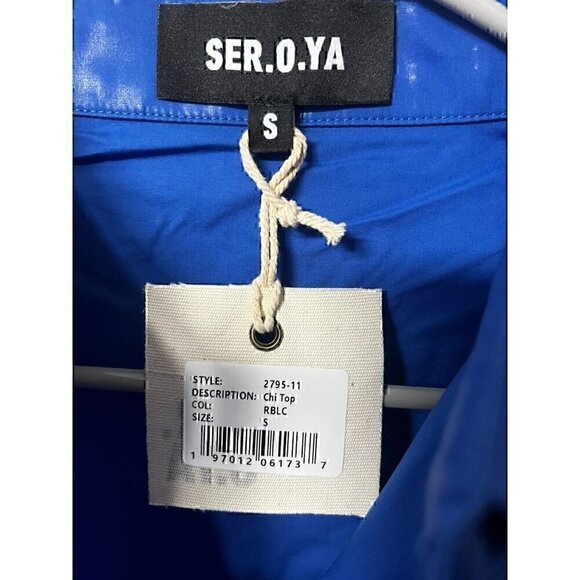 SER.O.YA
S
STYLE: 2795-11
DESCRIPTION: Chi Top
COL: RBLC
SIZE: S
1 97012 06173 7